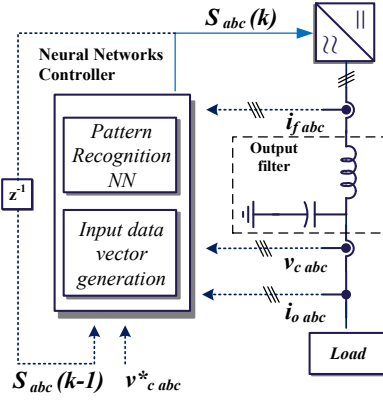 S abc (k)
Neural Networks
Controller
Pattern
Recognition
NN
Input data
vector
generation
z-1
i f abc
Output
filter
v c abc
i o abc
Load
S abc (k-1)
v* c abc